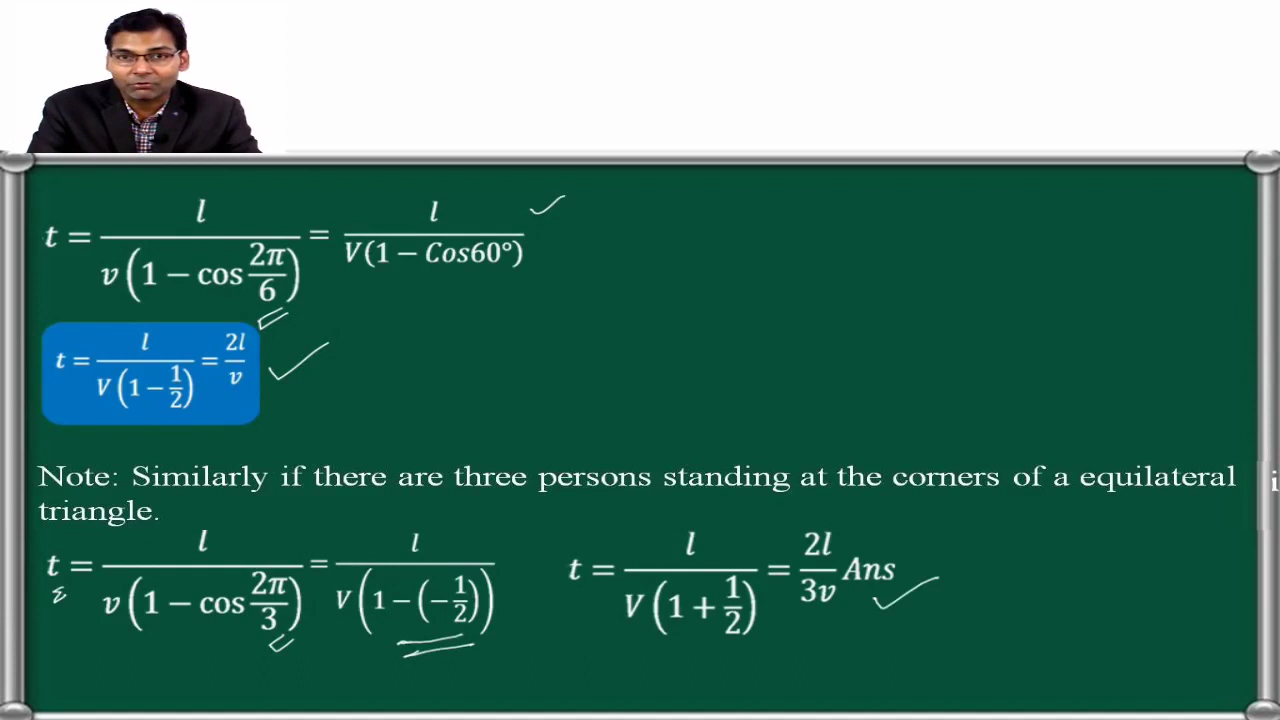 t = l / v(1 − cos 2π/6) = l / V(1 − Cos60°)
t = l / V(1 − 1/2) = 2l/v
Note: Similarly if there are three persons standing at the corners of a equilateral i
triangle.
t = l / v(1 − cos 2π/3) = l / V(1 − (−1/2)) t = l / V(1 + 1/2) = 2l/3v Ans